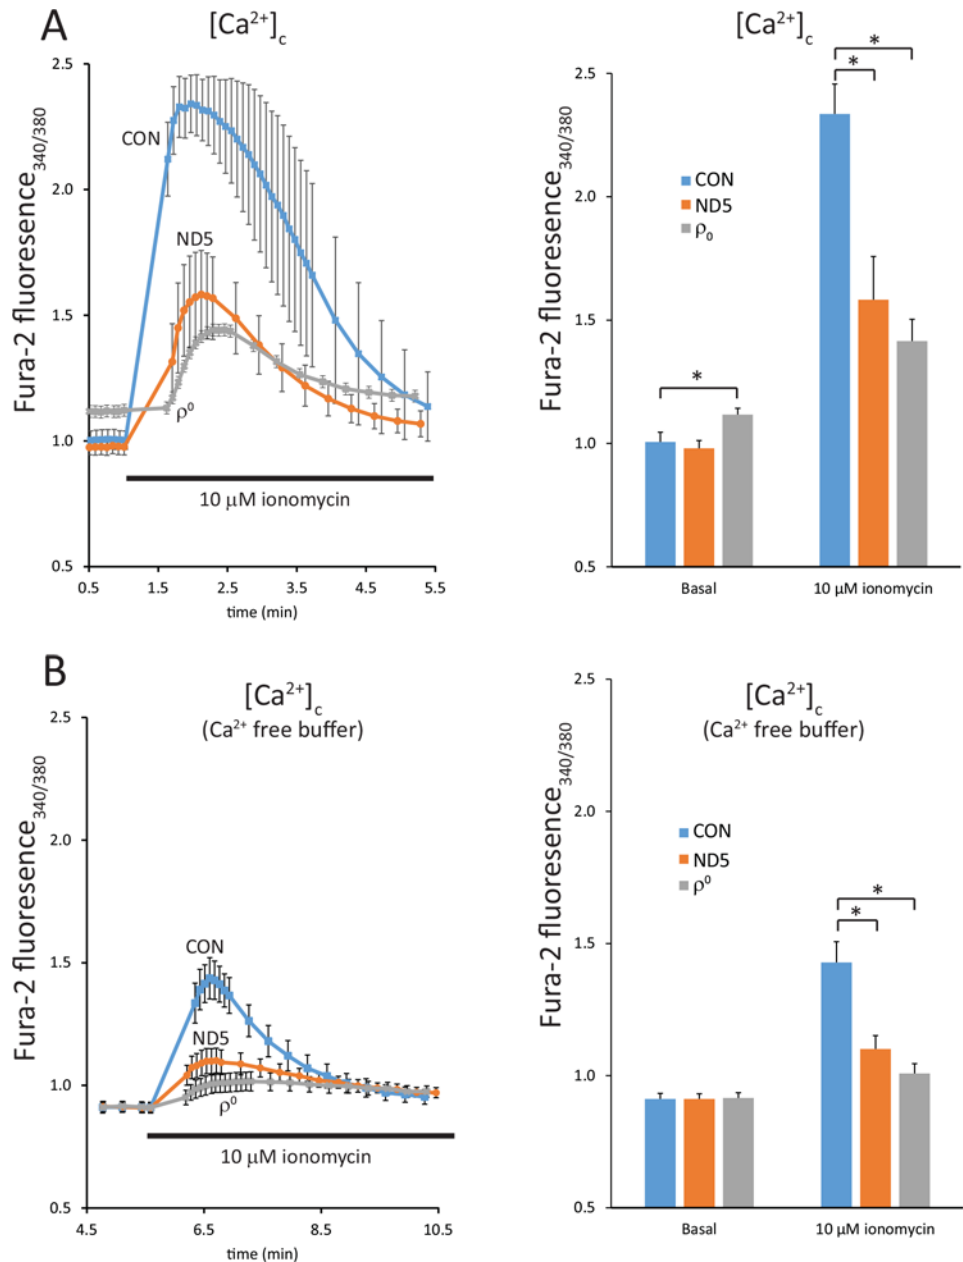 A
[Ca²⁺]c
Fura-2 fluoresence340/380
2.5
2.0
1.5
1.0
0.5
CON
ND5
ρ⁰
10 μM ionomycin
0.5 1.5 2.5 3.5 4.5 5.5
time (min)
[Ca²⁺]c
Fura-2 fluoresence340/380
2.5
2.0
1.5
1.0
0.5
* *
*
CON
ND5
ρ₀
Basal 10 μM ionomycin
B
[Ca²⁺]c
(Ca²⁺ free buffer)
Fura-2 fluoresence340/380
2.5
2.0
1.5
1.0
0.5
CON
ND5
ρ⁰
10 μM ionomycin
4.5 6.5 8.5 10.5
time (min)
[Ca²⁺]c
(Ca²⁺ free buffer)
Fura-2 fluoresence340/380
2.5
2.0
1.5
1.0
0.5
CON
ND5
ρ⁰
* *
Basal 10 μM ionomycin